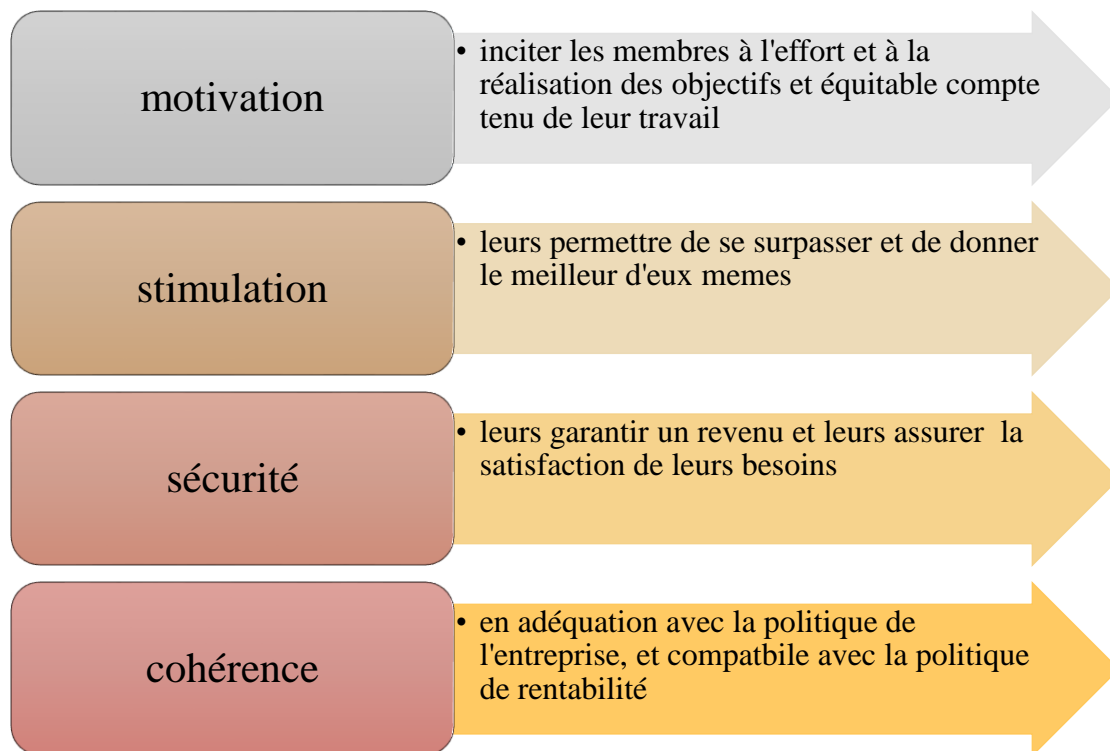 motivation
• inciter les membres à l'effort et à la
réalisation des objectifs et équitable compte
tenu de leur travail
stimulation
• leurs permettre de se surpasser et de donner
le meilleur d'eux memes
sécurité
• leurs garantir un revenu et leurs assurer  la
satisfaction de leurs besoins
cohérence
• en adéquation avec la politique de
l'entreprise, et compatbile avec la politique
de rentabilité